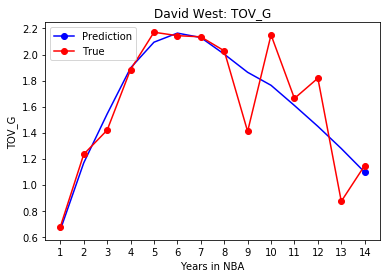 David West: TOV_G
Prediction
True
TOV_G
2.2
2.0
1.8
1.6
1.4
1.2
1.0
0.8
0.6
1 2 3 4 5 6 7 8 9 10 11 12 13 14
Years in NBA